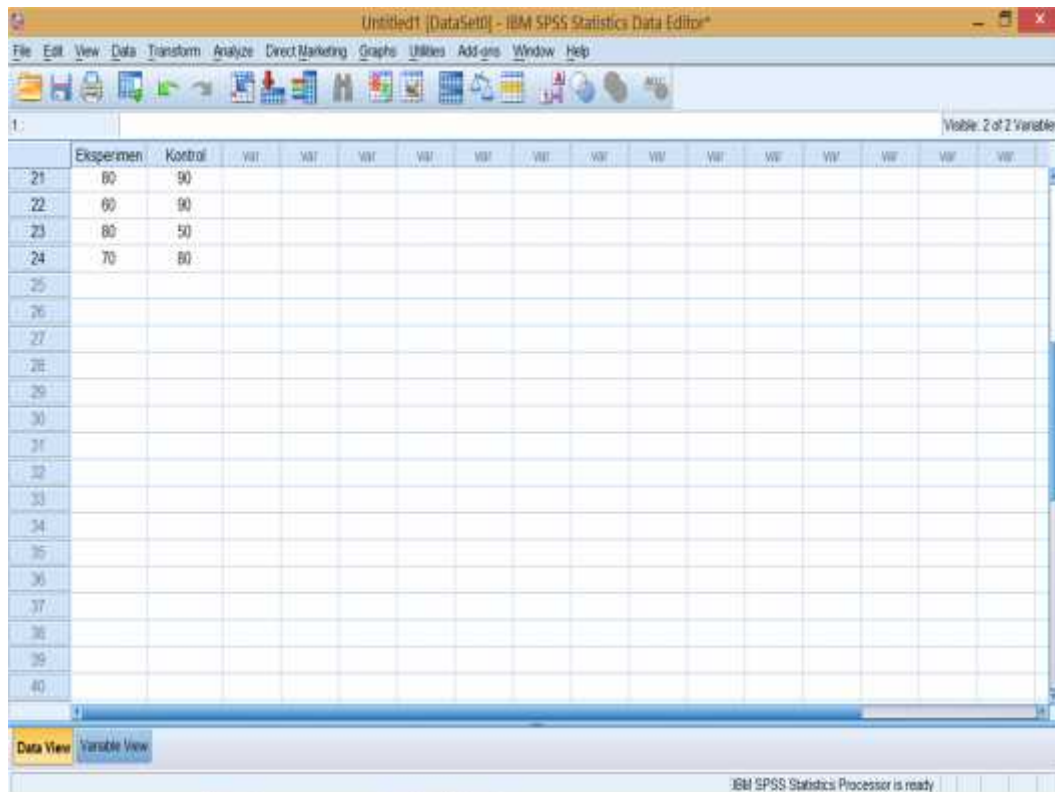 Untitled1 [DataSet0] - IBM SPSS Statistics Data Editor*
File Edit View Data Transform Analyze Direct Marketing Graphs Utilities Add-ons Window Help
1 :
Visible: 2 of 2 Variable
Eksperimen Kontrol var var var var var var var var var var var var var var
21 80 90
22 60 90
23 80 50
24 70 80
25
26
27
28
29
30
31
32
33
34
35
36
37
38
39
40
Data View Variable View
IBM SPSS Statistics Processor is ready